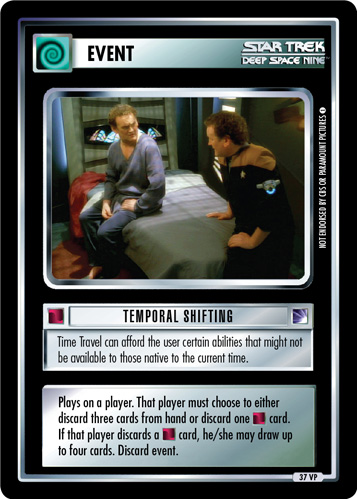 EVENT
STAR TREK
DEEP SPACE NINE™
NOT ENDORSED BY CBS OR PARAMOUNT PICTURES
TEMPORAL SHIFTING
Time Travel can afford the user certain abilities that might not
be available to those native to the current time.
Plays on a player. That player must choose to either
discard three cards from hand or discard one card.
If that player discards a card, he/she may draw up
to four cards. Discard event.
37 VP